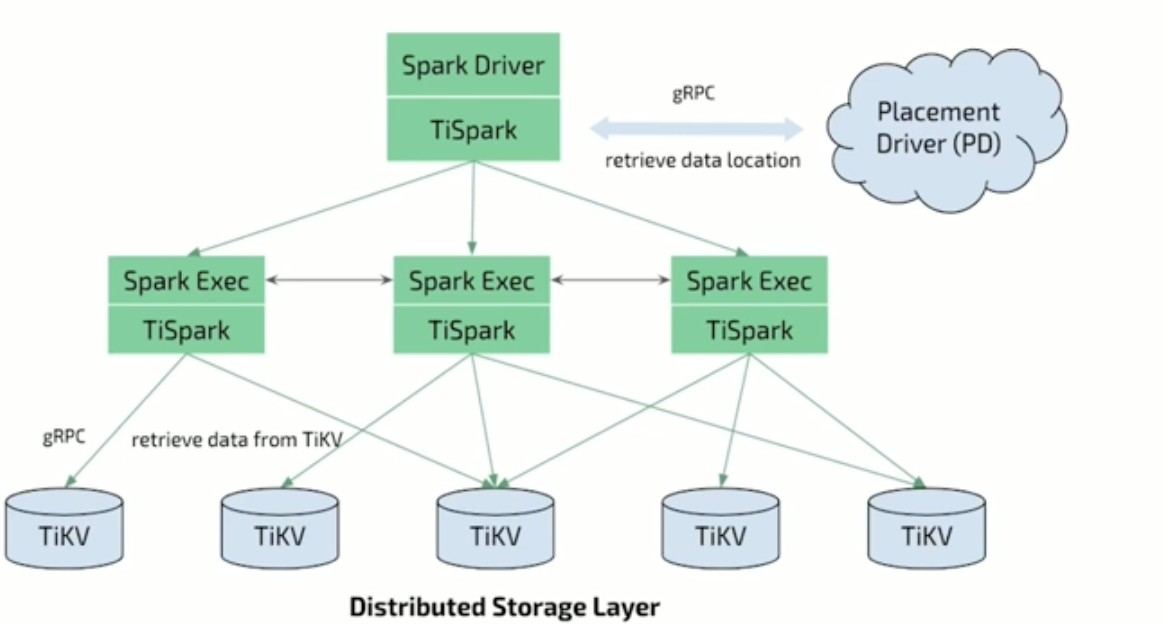 Spark Driver
TiSpark
gRPC
retrieve data location
Placement
Driver (PD)
Spark Exec
TiSpark
Spark Exec
TiSpark
Spark Exec
TiSpark
gRPC
retrieve data from TiKV
TiKV
TiKV
TiKV
TiKV
TiKV
Distributed Storage Layer